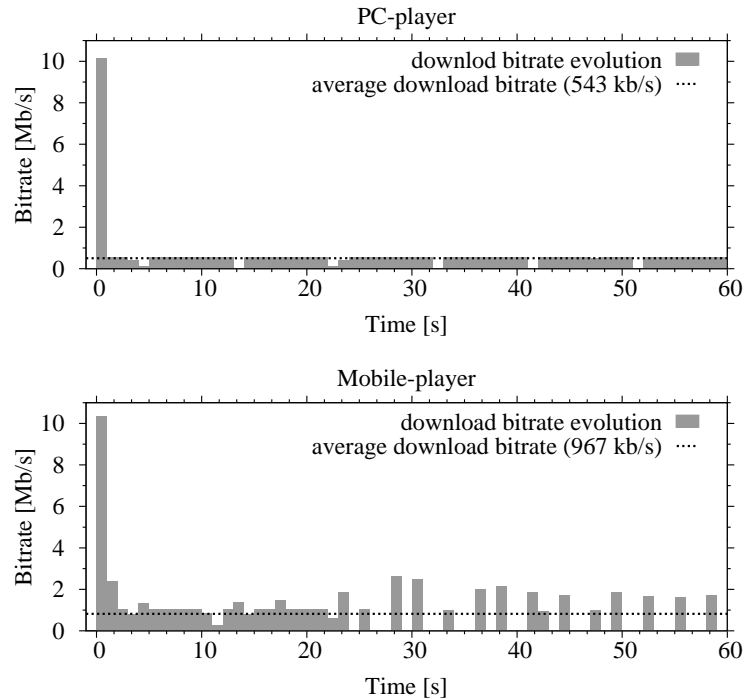 PC-player
downlod bitrate evolution
average download bitrate (543 kb/s)
Bitrate [Mb/s]
10
8
6
4
2
0
0 10 20 30 40 50 60
Time [s]
Mobile-player
download bitrate evolution
average download bitrate (967 kb/s)
Bitrate [Mb/s]
10
8
6
4
2
0
0 10 20 30 40 50 60
Time [s]